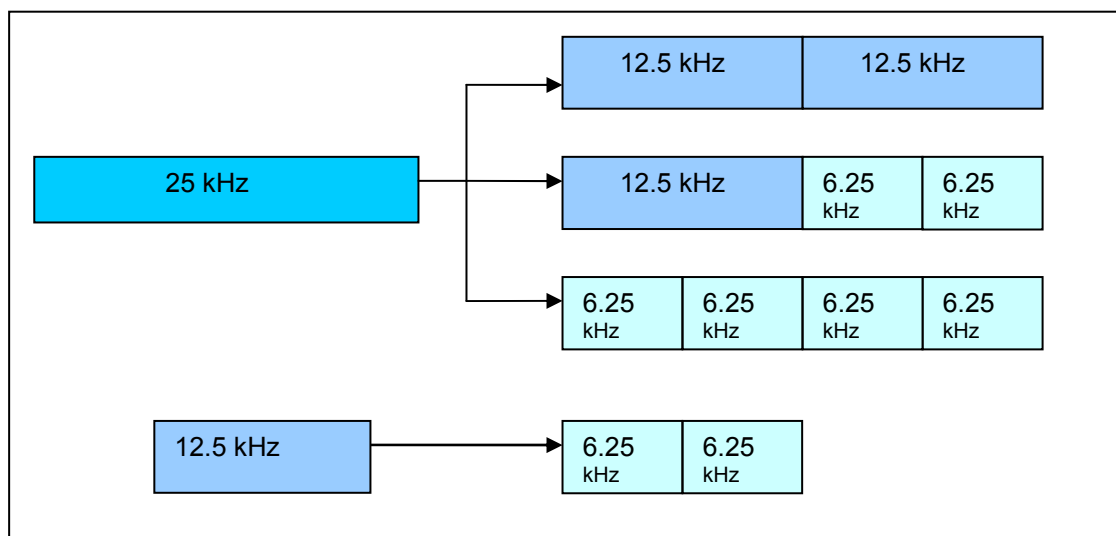 12.5 kHz 12.5 kHz
25 kHz 12.5 kHz 6.25 6.25
kHz kHz
6.25 6.25 6.25 6.25
kHz kHz kHz kHz
12.5 kHz 6.25 6.25
kHz kHz